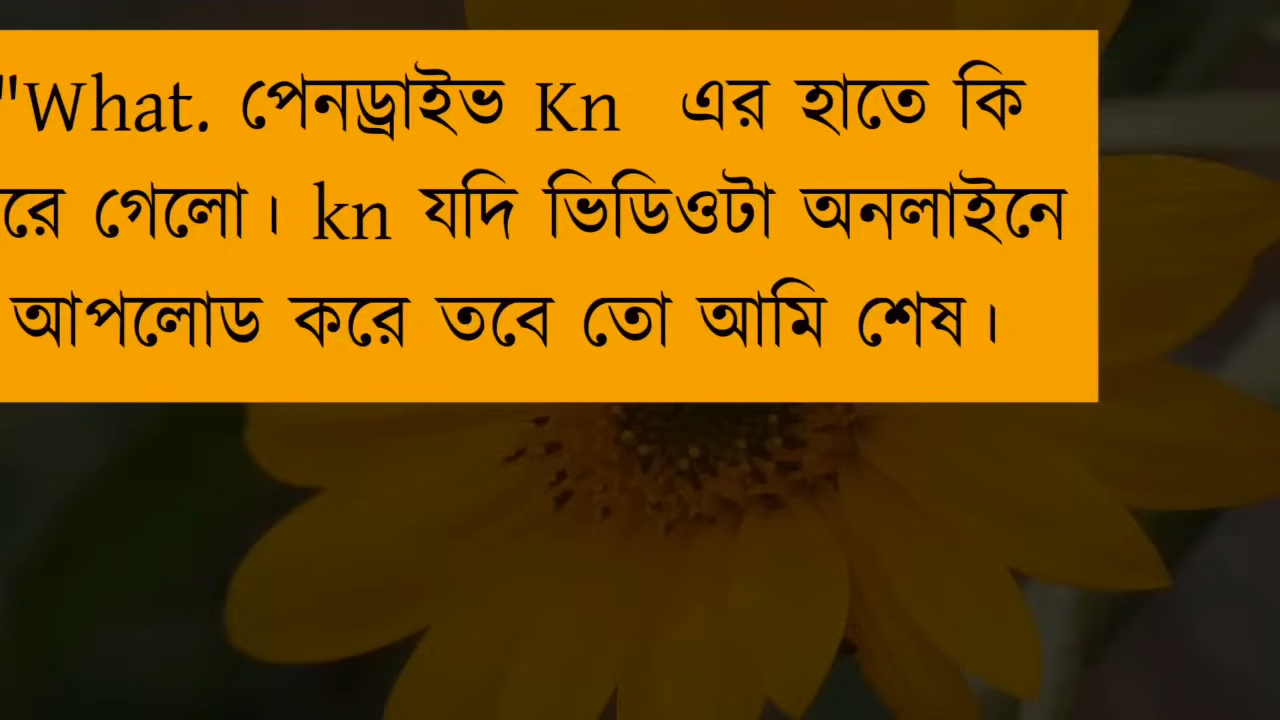 "What. পেনড্রাইভ Kn এর হাতে কি
রে গেলো। kn যদি ভিডিওটা অনলাইনে
আপলোড করে তবে তো আমি শেষ।